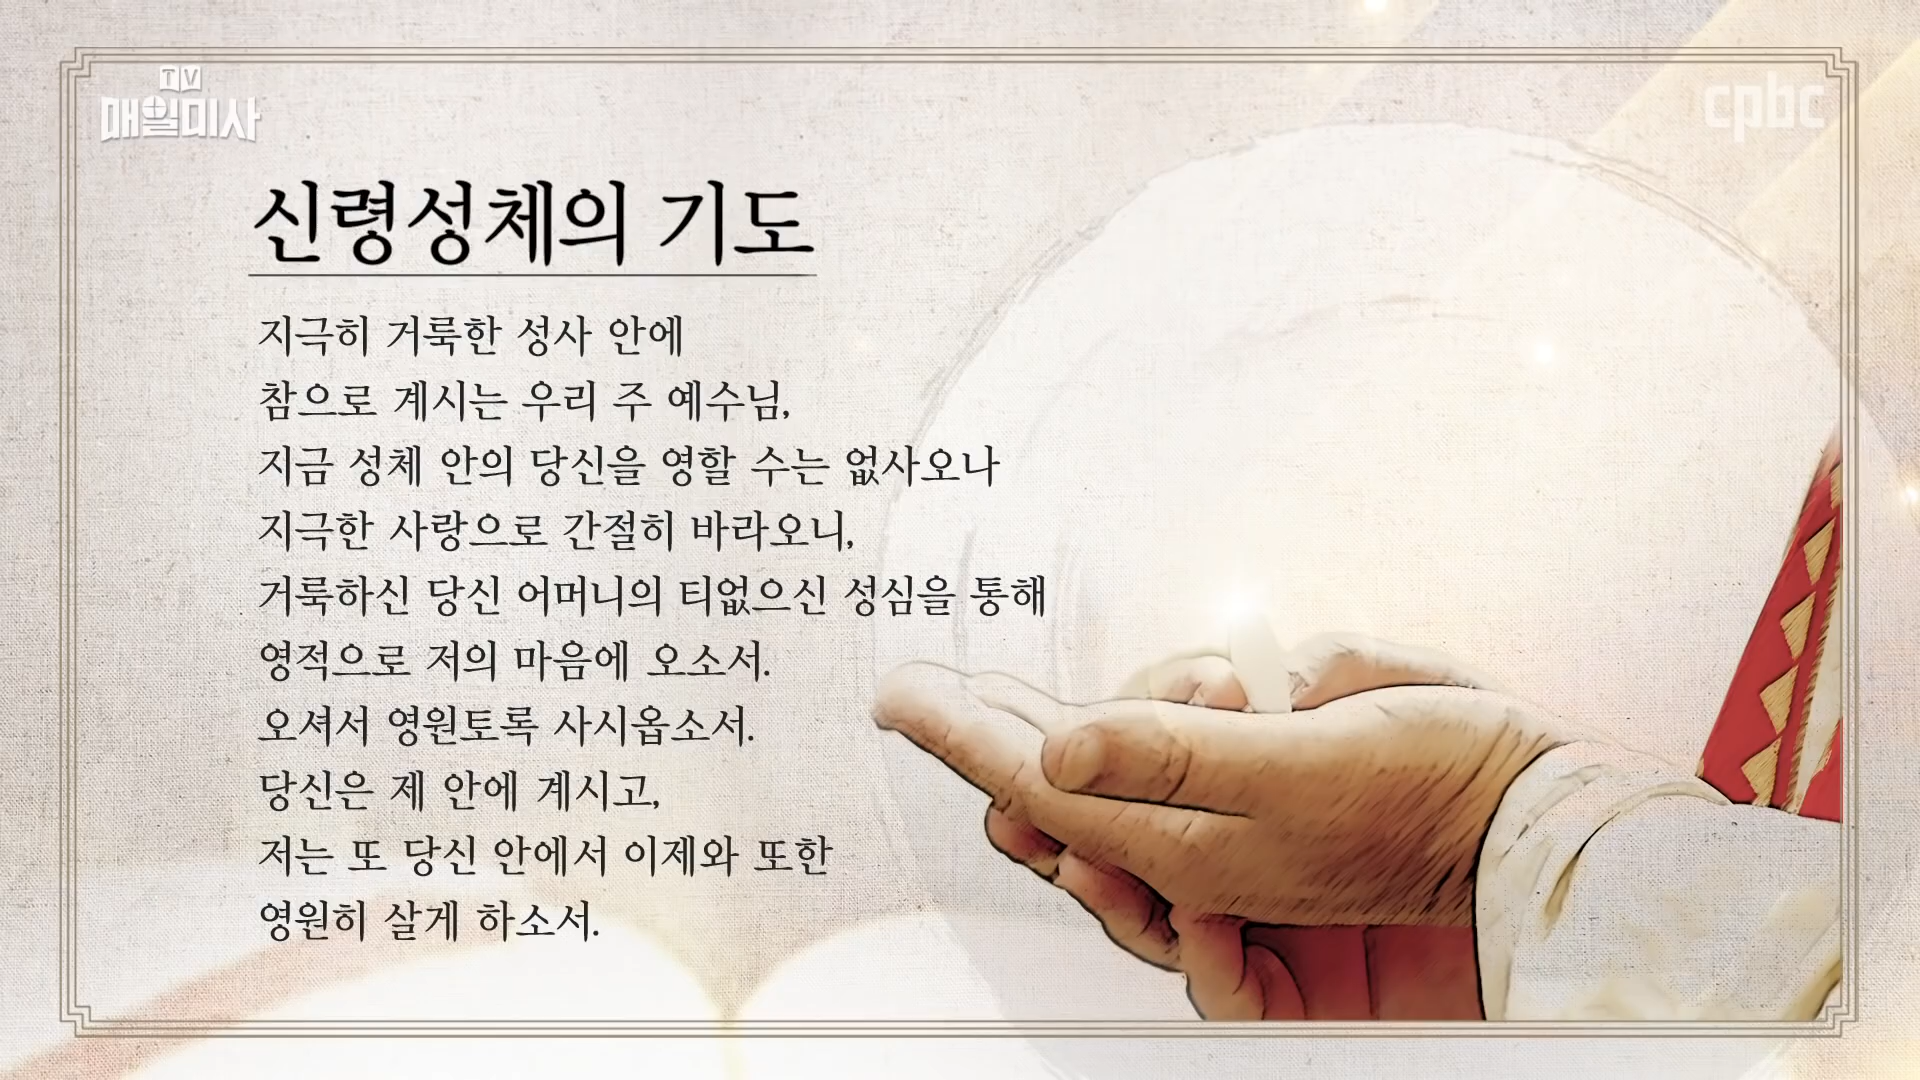 TV
매일미사
cpbc
신령성체의 기도
지극히 거룩한 성사 안에
참으로 계시는 우리 주 예수님,
지금 성체 안의 당신을 영할 수는 없사오나
지극한 사랑으로 간절히 바라오니,
거룩하신 당신 어머니의 티없으신 성심을 통해
영적으로 저의 마음에 오소서.
오셔서 영원토록 사시옵소서.
당신은 제 안에 계시고,
저는 또 당신 안에서 이제와 또한
영원히 살게 하소서.